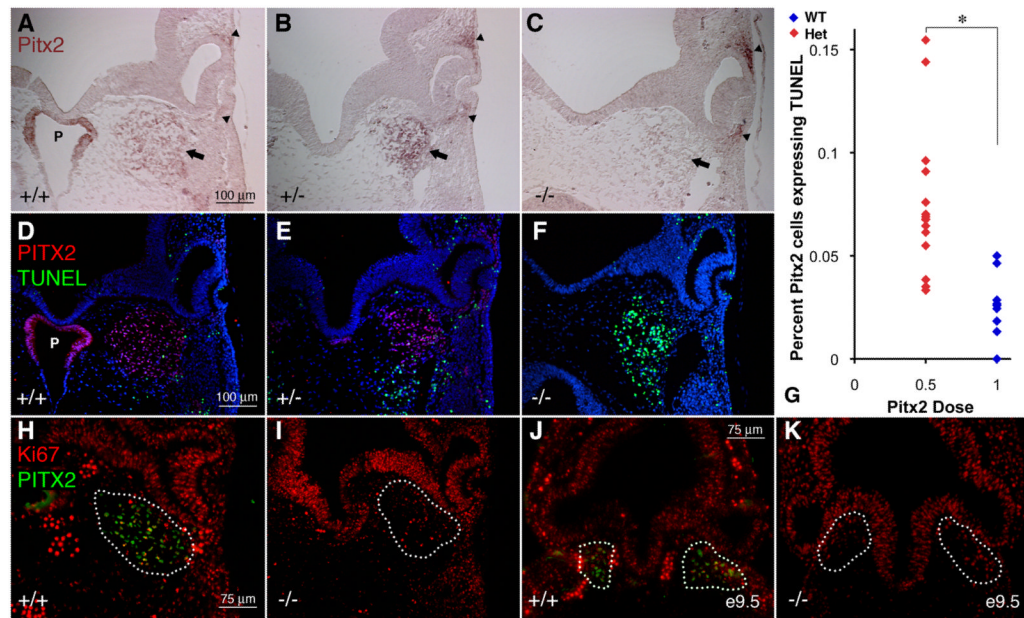 A
Pitx2
P
+/+
100 µm
B
+/-
C
-/-
WT
Het
*
0.15
0.1
0.05
0
0
0.5
1
Percent Pitx2 cells expressing TUNEL
Pitx2 Dose
G
D
PITX2
TUNEL
P
+/+
100 µm
E
+/-
F
-/-
H
Ki67
PITX2
+/+
75 µm
I
-/-
J
75 µm
+/+
e9.5
K
-/-
e9.5